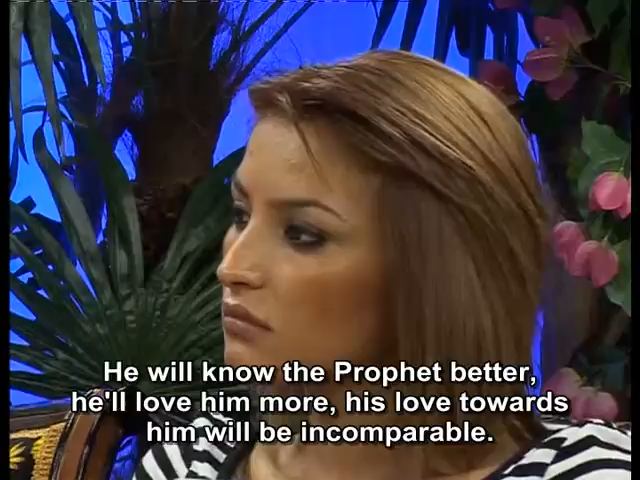 He will know the Prophet better,
he'll love him more, his love towards
him will be incomparable.